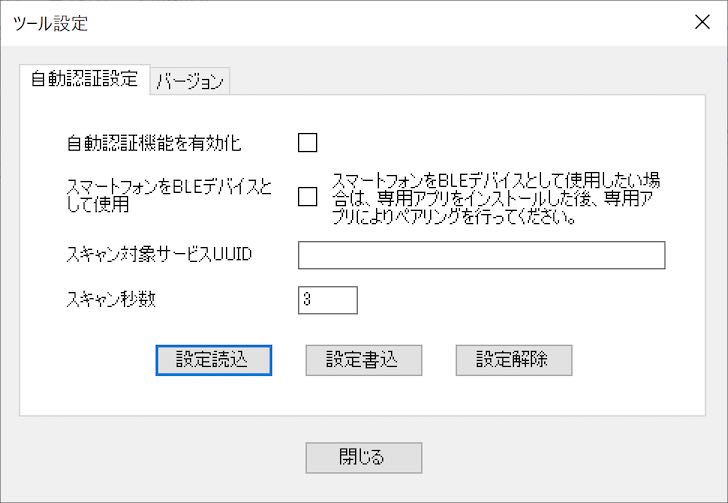 ツール設定
自動認証設定
バージョン
自動認証機能を有効化
スマートフォンをBLEデバイスと
して使用
スマートフォンをBLEデバイスとして使用したい場
合は、専用アプリをインストールした後、専用ア
プリによりペアリングを行ってください。
スキャン対象サービスUUID
スキャン秒数
3
設定読込
設定書込
設定解除
閉じる